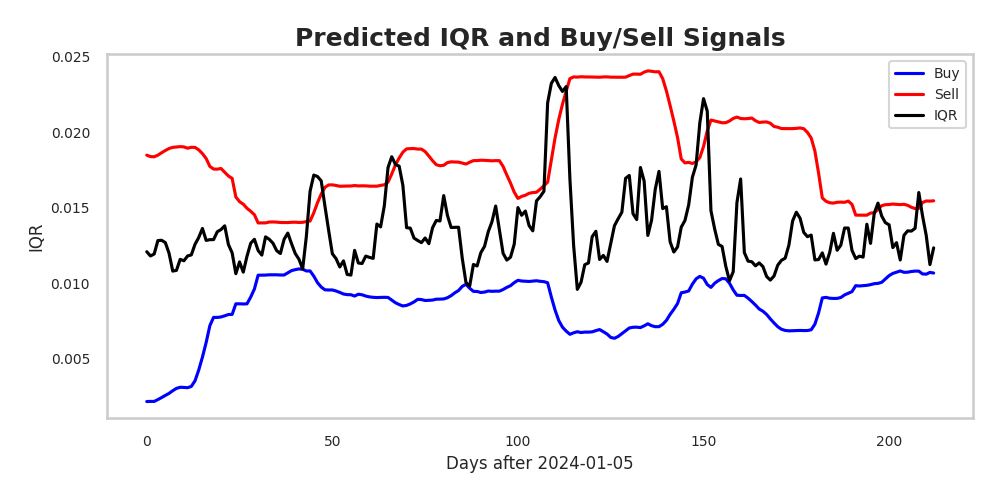 Predicted IQR and Buy/Sell Signals
0.025
0.020
0.015
0.010
0.005
IQR
Buy
Sell
IQR
0 50 100 150 200
Days after 2024-01-05